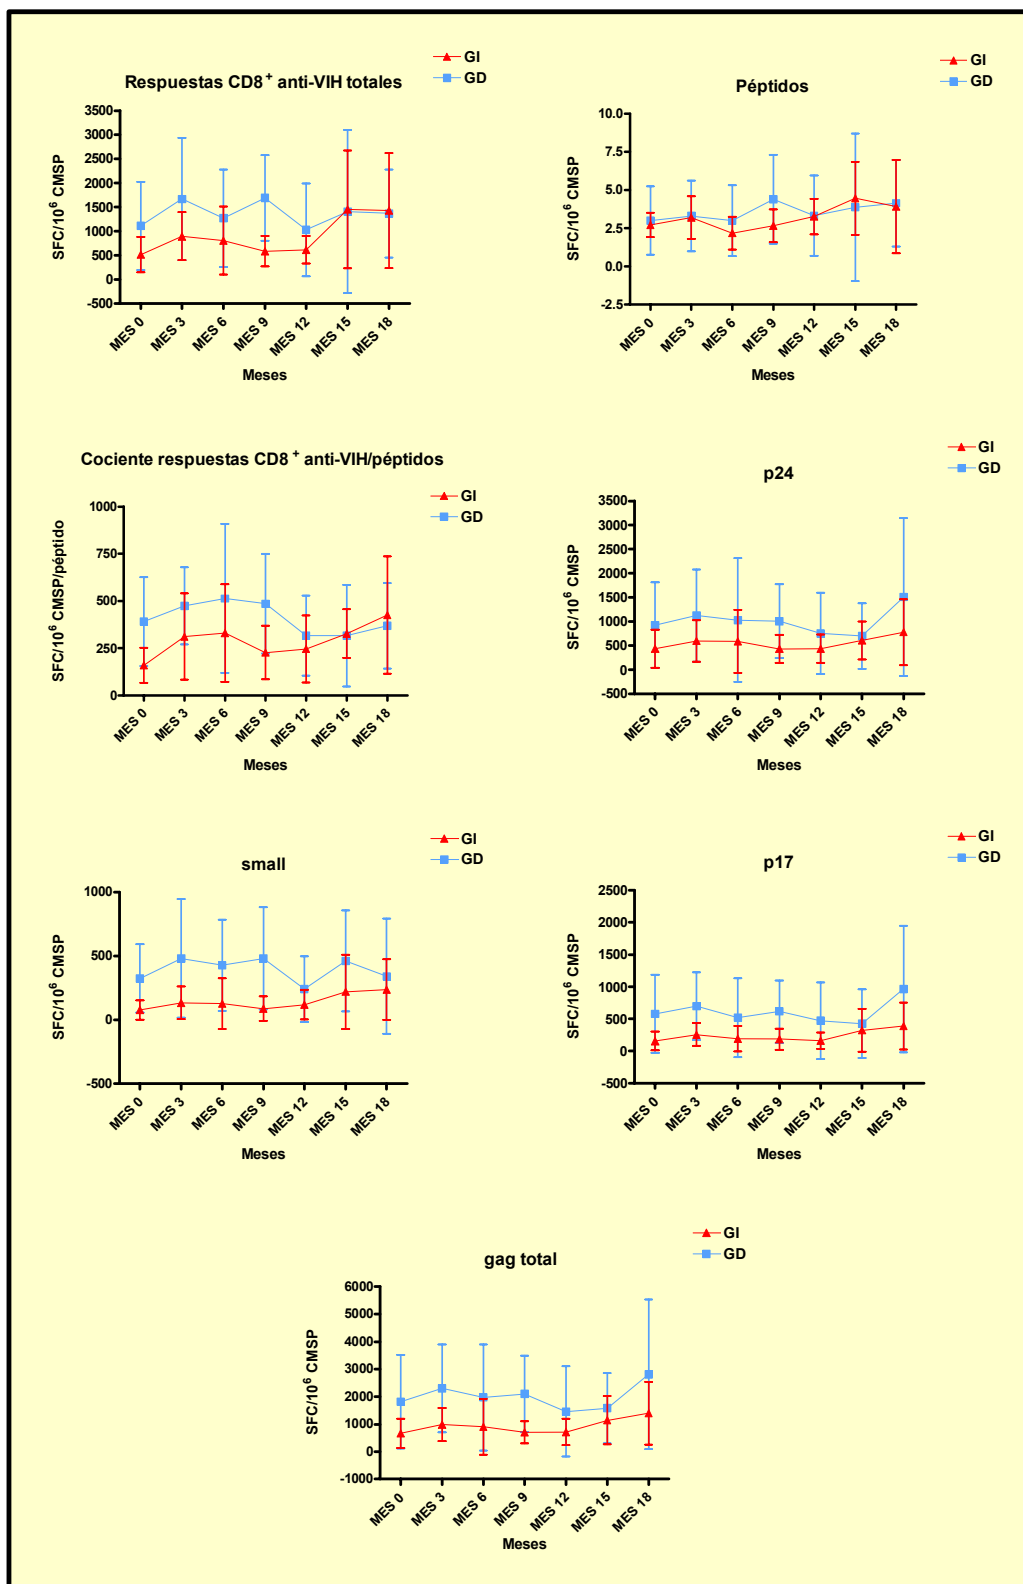 GI
GD
Respuestas CD8⁺ anti-VIH totales
SFC/10⁶ CMSP
3500
3000
2500
2000
1500
1000
500
0
-500
MES 0
MES 3
MES 6
MES 9
MES 12
MES 15
MES 18
Meses
GI
GD
Péptidos
SFC/10⁶ CMSP
10.0
7.5
5.0
2.5
0.0
-2.5
MES 0
MES 3
MES 6
MES 9
MES 12
MES 15
MES 18
Meses
Cociente respuestas CD8⁺ anti-VIH/péptidos
GI
GD
SFC/10⁶ CMSP/péptido
1000
750
500
250
0
MES 0
MES 3
MES 6
MES 9
MES 12
MES 15
MES 18
Meses
GI
GD
p24
SFC/10⁶ CMSP
3500
3000
2500
2000
1500
1000
500
0
-500
MES 0
MES 3
MES 6
MES 9
MES 12
MES 15
MES 18
Meses
GI
GD
small
SFC/10⁶ CMSP
1000
500
0
-500
MES 0
MES 3
MES 6
MES 9
MES 12
MES 15
MES 18
Meses
GI
GD
p17
SFC/10⁶ CMSP
2500
2000
1500
1000
500
0
-500
MES 0
MES 3
MES 6
MES 9
MES 12
MES 15
MES 18
Meses
GI
GD
gag total
SFC/10⁶ CMSP
6000
5000
4000
3000
2000
1000
0
-1000
MES 0
MES 3
MES 6
MES 9
MES 12
MES 15
MES 18
Meses